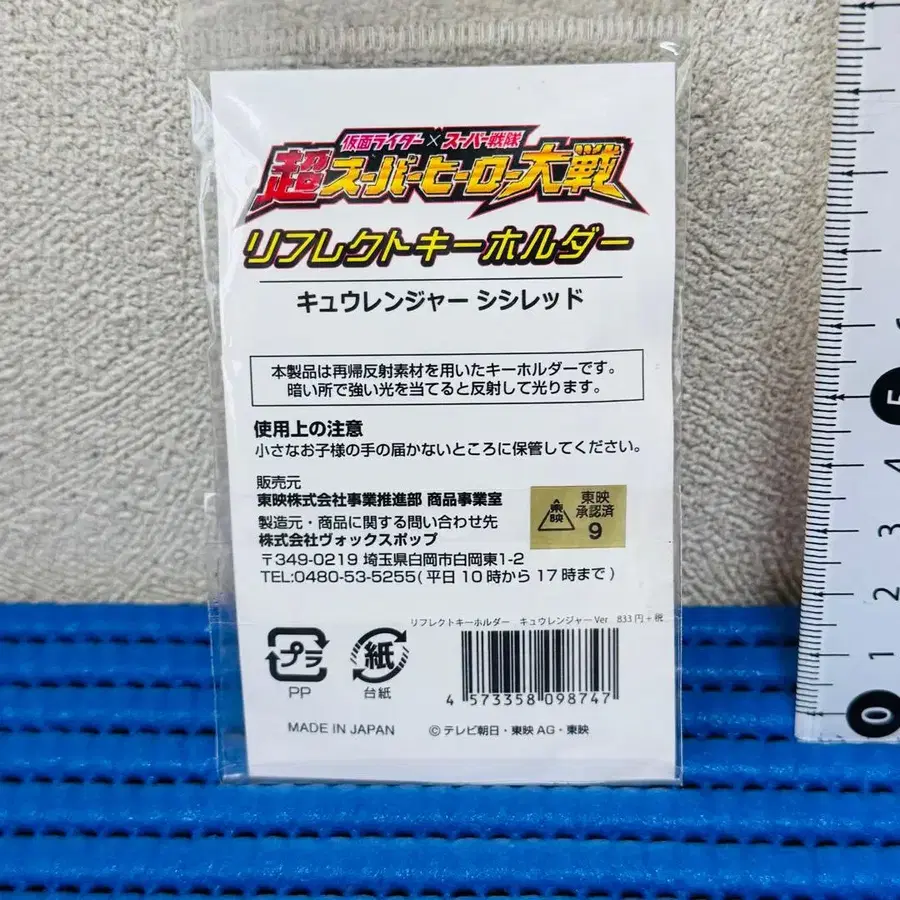 仮面ライダー×スーパー戦隊
超スーパーヒーロー大戦
リフレクトキーホルダー
キュウレンジャー シシレッド
本製品は再帰反射素材を用いたキーホルダーです。
暗い所で強い光を当てると反射して光ります。
使用上の注意
小さなお子様の手の届かないところに保管してください。
販売元
東映株式会社事業推進部 商品事業室
製造元・商品に関する問い合わせ先
株式会社ヴォックスポップ
〒349-0219 埼玉県白岡市白岡東1-2
TEL:0480-53-5255(平日10時から17時まで)
東映
東映
承認済
9
リフレクトキーホルダー キュウレンジャーVer 833円+税
プラ
PP
紙
台紙
4 573358 098747
MADE IN JAPAN
©テレビ朝日・東映AG・東映
5
4
3
2
1
0